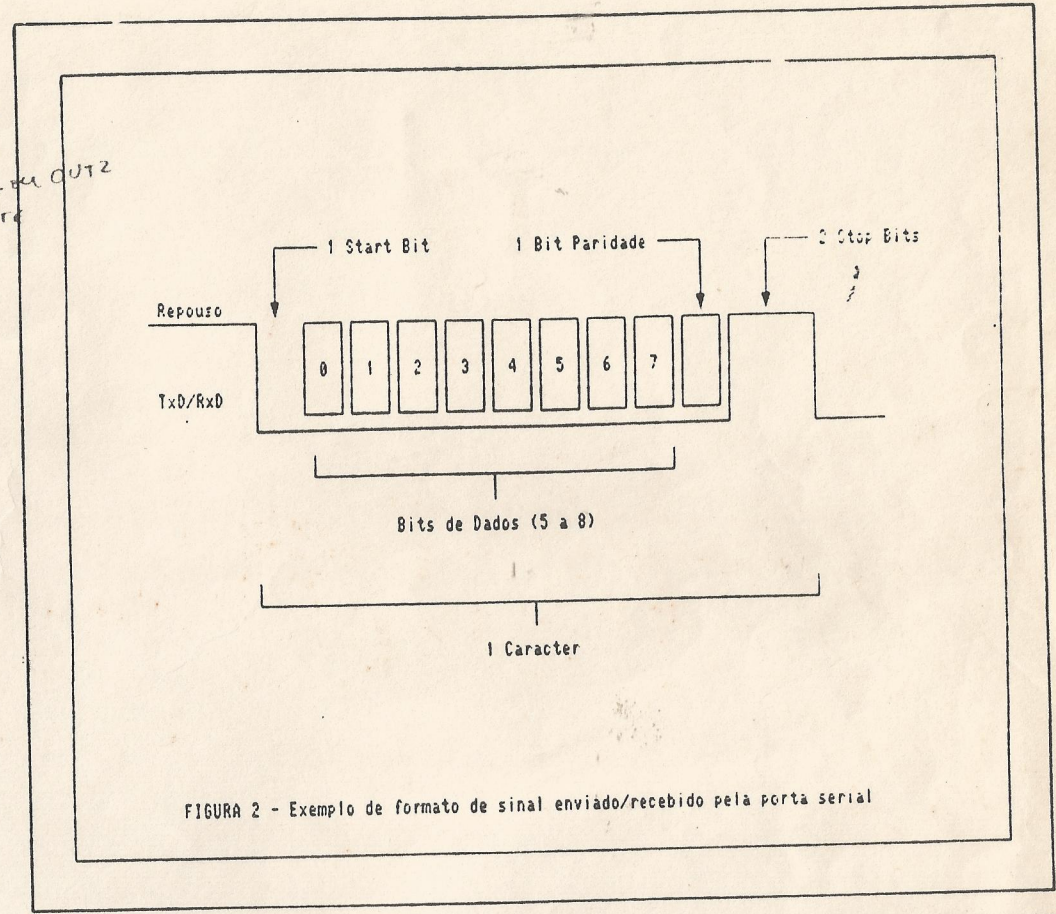 OUT2
1 Start Bit
1 Bit Paridade
2 Stop Bits
Repouso
0 1 2 3 4 5 6 7
TxD/RxD
Bits de Dados (5 a 8)
1 Caracter
FIGURA 2 - Exemplo de formato de sinal enviado/recebido pela porta serial